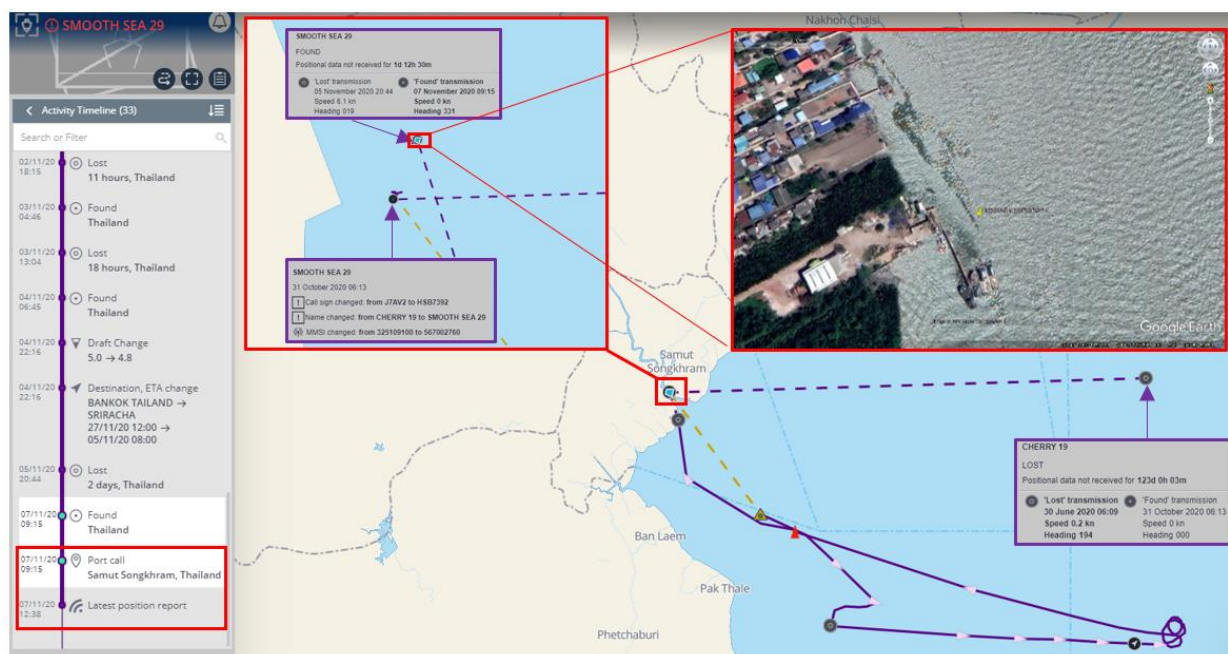 SMOOTH SEA 29
Activity Timeline (33)
Search or Filter
02/11/20
18:15
Lost
11 hours, Thailand
03/11/20
04:46
Found
Thailand
03/11/20
13:04
Lost
18 hours, Thailand
04/11/20
06:45
Found
Thailand
04/11/20
22:16
Draft Change
5.0 → 4.8
04/11/20
22:16
Destination, ETA change
BANKOK TAILAND →
SRIRACHA
27/11/20 12:00 →
05/11/20 08:00
05/11/20
20:44
Lost
2 days, Thailand
07/11/20
09:15
Found
Thailand
07/11/20
09:15
Port call
Samut Songkhram, Thailand
07/11/20
12:38
Latest position report
SMOOTH SEA 29
FOUND
Positional data not received for 1d 12h 30m
'Lost' transmission
05 November 2020 20:44
Speed 6.1 kn
Heading 019
'Found' transmission
07 November 2020 09:15
Speed 0 kn
Heading 331
SMOOTH SEA 29
31 October 2020 06:13
! Call sign changed: from J7AV2 to HSB7392
! Name changed: from CHERRY 19 to SMOOTH SEA 29
MMSI changed: from 325109100 to 567002760
Nakhon Chaisi
Google Earth
Samut
Songkhram
CHERRY 19
LOST
Positional data not received for 123d 0h 03m
'Lost' transmission
30 June 2020 06:09
Speed 0.2 kn
Heading 194
'Found' transmission
31 October 2020 06:13
Speed 0 kn
Heading 000
Ban Laem
Pak Thale
Phetchaburi